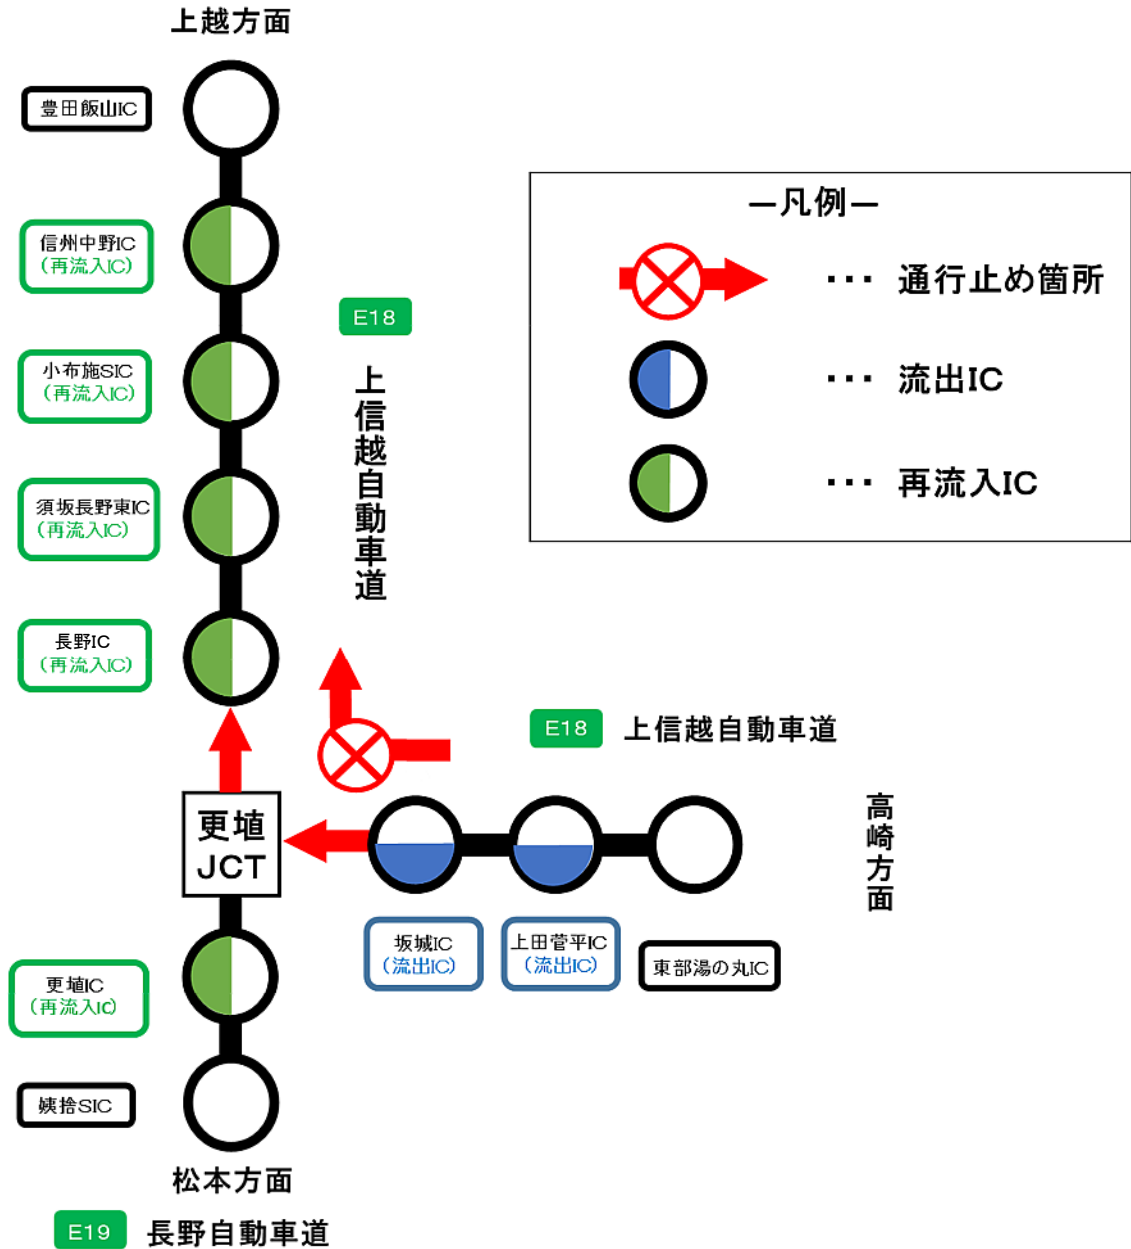 上越方面
豊田飯山IC
信州中野IC
(再流入IC)
小布施SIC
(再流入IC)
須坂長野東IC
(再流入IC)
長野IC
(再流入IC)
E18
上信越自動車道
ー凡例ー
… 通行止め箇所
… 流出IC
… 再流入IC
E18 上信越自動車道
高崎方面
更埴
JCT
坂城IC
(流出IC)
上田菅平IC
(流出IC)
東部湯の丸IC
更埴IC
(再流入IC)
姨捨SIC
松本方面
E19 長野自動車道